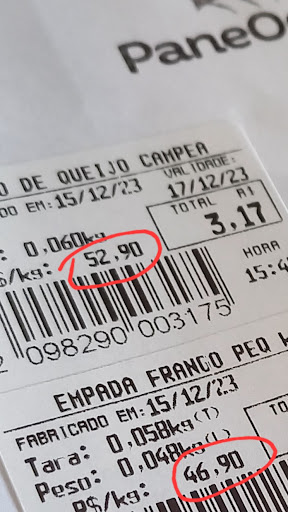 PaneO
O DE QUEIJO CAMPEA
DO EM:15/12/23
VALIDADE:
17/12/23
TOTAL R$
3,17
: 0,060kg
$/kg: 52,90
HORA
15:4
098290 003175
EMPADA FRANGO PEQ
FABRICADO EM:15/12/23
Tara: 0,058kg(T)
Peso: 0,048kg(L)
R$/kg: 46,90
TO